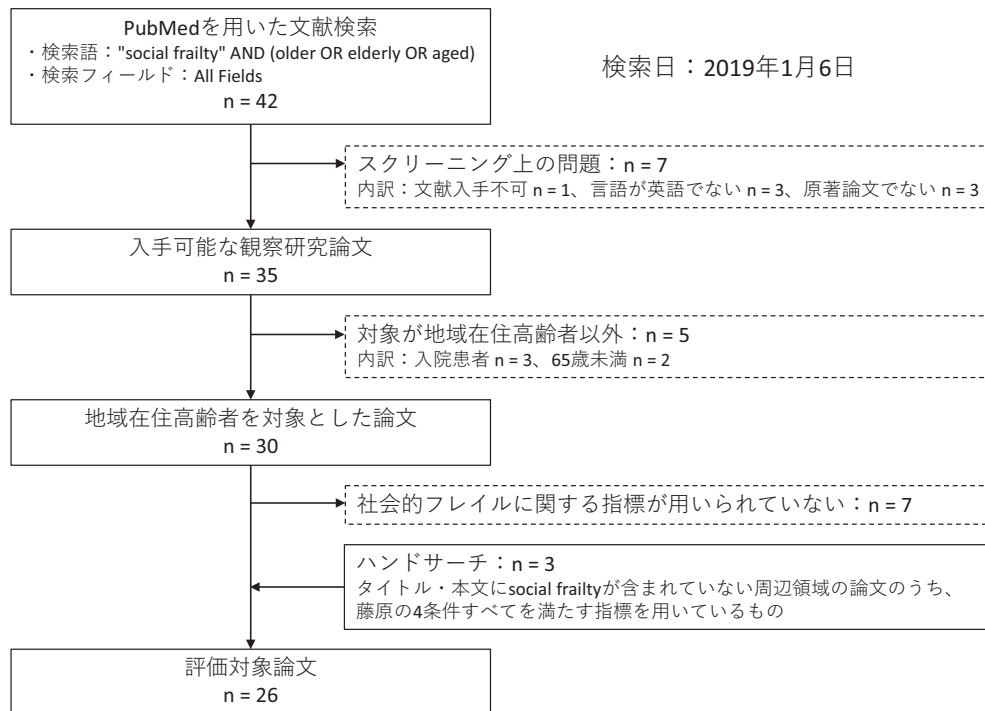 PubMedを用いた文献検索
・検索語："social frailty" AND (older OR elderly OR aged)
・検索フィールド：All Fields
n = 42
検索日：2019年1月6日
スクリーニング上の問題：n = 7
内訳：文献入手不可 n = 1、言語が英語でない n = 3、原著論文でない n = 3
入手可能な観察研究論文
n = 35
対象が地域在住高齢者以外：n = 5
内訳：入院患者 n = 3、65歳未満 n = 2
地域在住高齢者を対象とした論文
n = 30
社会的フレイルに関する指標が用いられていない：n = 7
ハンドサーチ：n = 3
タイトル・本文にsocial frailtyが含まれていない周辺領域の論文のうち、
藤原の4条件すべてを満たす指標を用いているもの
評価対象論文
n = 26